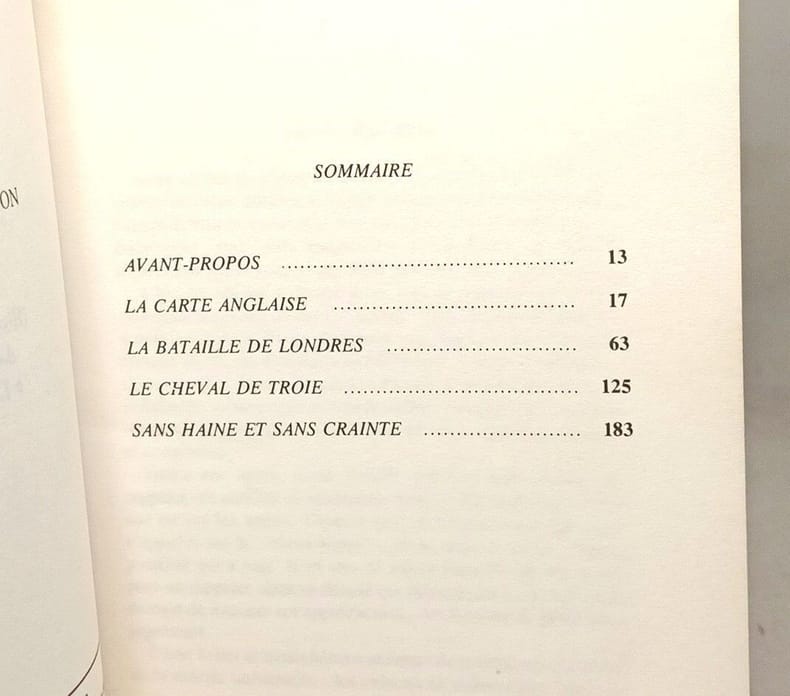 ON
SOMMAIRE
AVANT-PROPOS ........................................ 13
LA CARTE ANGLAISE ................................. 17
LA BATAILLE DE LONDRES .......................... 63
LE CHEVAL DE TROIE ................................ 125
SANS HAINE ET SANS CRAINTE ..................... 183